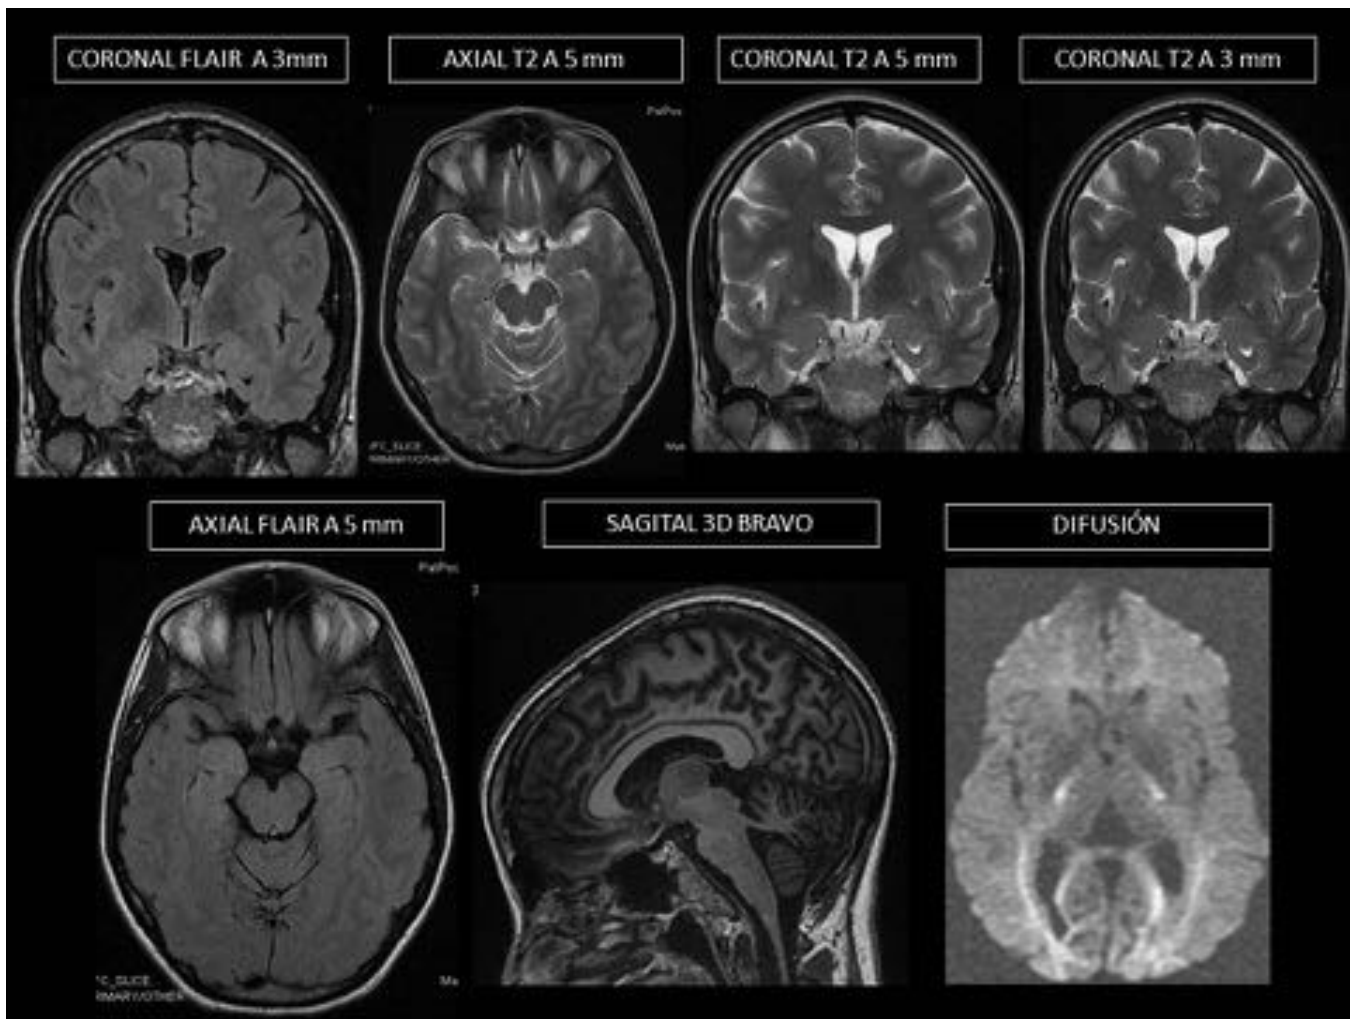 CORONAL FLAIR A 3mm
AXIAL T2 A 5 mm
CORONAL T2 A 5 mm
CORONAL T2 A 3 mm
AXIAL FLAIR A 5 mm
SAGITAL 3D BRAVO
DIFUSIÓN